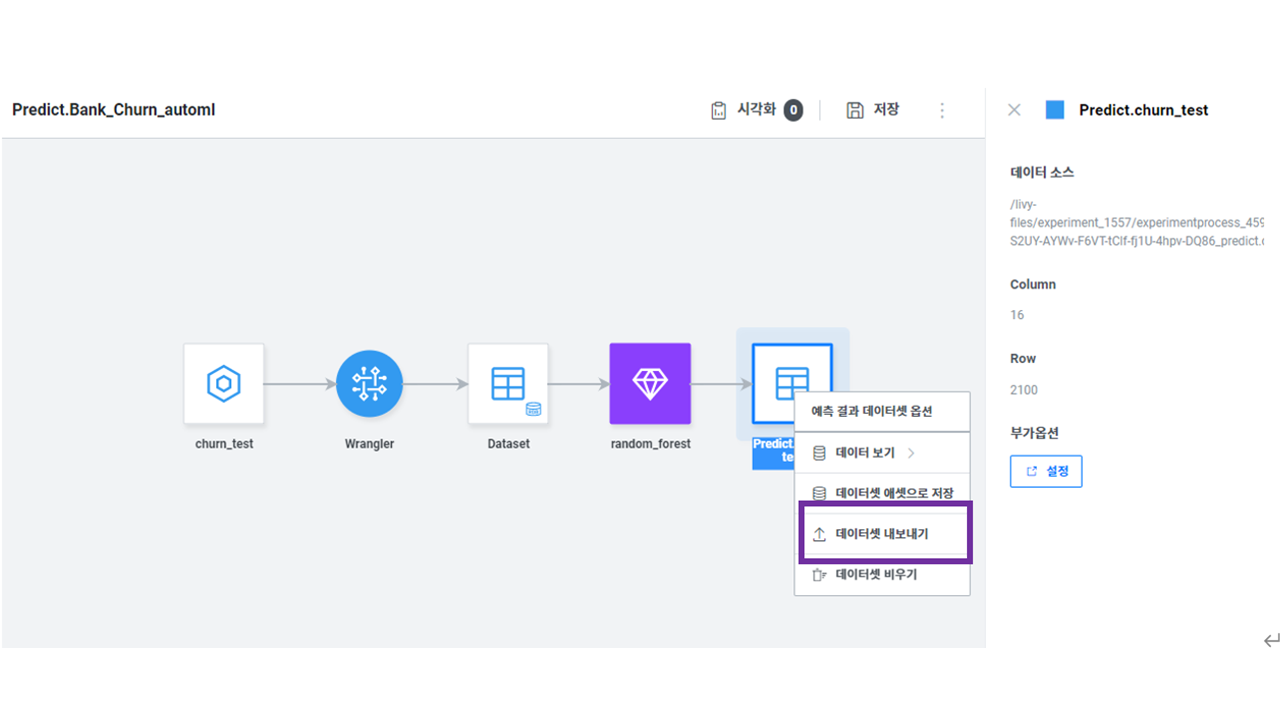 Predict.Bank_Churn_automl
시각화 0
저장
Predict.churn_test
데이터 소스
/livy-
files/experiment_1557/experimentprocess_459
S2UY-AYWv-F6VT-tClf-fj1U-4hpv-DQ86_predict.c
Column
16
Row
2100
부가옵션
설정
churn_test
Wrangler
Dataset
random_forest
Predict.
te
예측 결과 데이터셋 옵션
데이터 보기
데이터셋 애셋으로 저장
데이터셋 내보내기
데이터셋 비우기